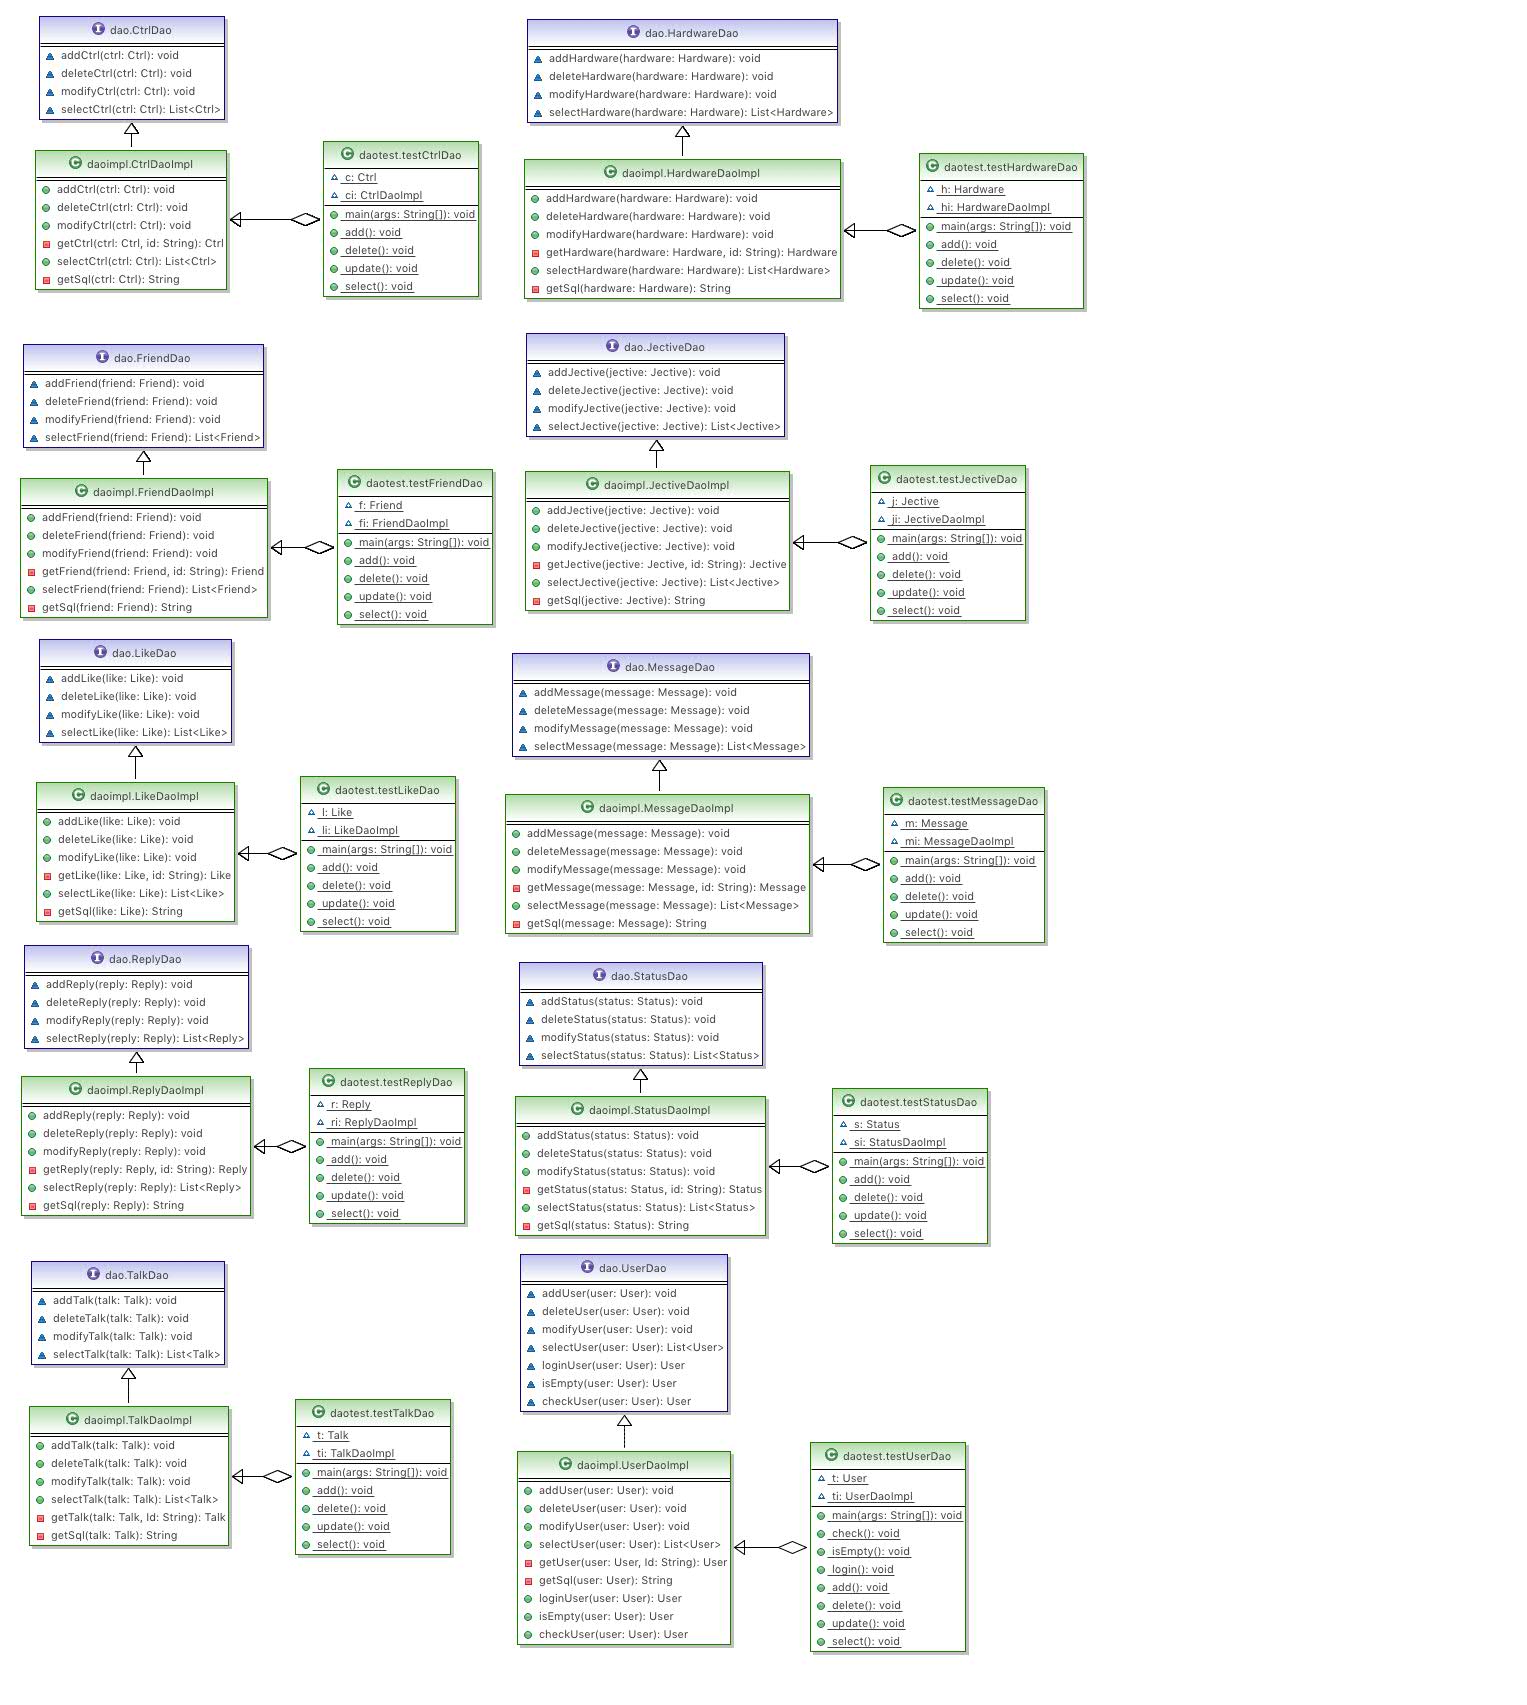 dao.CtrlDao
addCtrl(ctrl: Ctrl): void
deleteCtrl(ctrl: Ctrl): void
modifyCtrl(ctrl: Ctrl): void
selectCtrl(ctrl: Ctrl): List<Ctrl>
daoimpl.CtrlDaoImpl
addCtrl(ctrl: Ctrl): void
deleteCtrl(ctrl: Ctrl): void
modifyCtrl(ctrl: Ctrl): void
getCtrl(ctrl: Ctrl, id: String): Ctrl
selectCtrl(ctrl: Ctrl): List<Ctrl>
getSql(ctrl: Ctrl): String
daotest.testCtrlDao
c: Ctrl
ci: CtrlDaoImpl
main(args: String[]): void
add(): void
delete(): void
update(): void
select(): void
dao.HardwareDao
addHardware(hardware: Hardware): void
deleteHardware(hardware: Hardware): void
modifyHardware(hardware: Hardware): void
selectHardware(hardware: Hardware): List<Hardware>
daoimpl.HardwareDaoImpl
addHardware(hardware: Hardware): void
deleteHardware(hardware: Hardware): void
modifyHardware(hardware: Hardware): void
getHardware(hardware: Hardware, id: String): Hardware
selectHardware(hardware: Hardware): List<Hardware>
getSql(hardware: Hardware): String
daotest.testHardwareDao
h: Hardware
hi: HardwareDaoImpl
main(args: String[]): void
add(): void
delete(): void
update(): void
select(): void
dao.FriendDao
addFriend(friend: Friend): void
deleteFriend(friend: Friend): void
modifyFriend(friend: Friend): void
selectFriend(friend: Friend): List<Friend>
daoimpl.FriendDaoImpl
addFriend(friend: Friend): void
deleteFriend(friend: Friend): void
modifyFriend(friend: Friend): void
getFriend(friend: Friend, id: String): Friend
selectFriend(friend: Friend): List<Friend>
getSql(friend: Friend): String
daotest.testFriendDao
f: Friend
fi: FriendDaoImpl
main(args: String[]): void
add(): void
delete(): void
update(): void
select(): void
dao.JectiveDao
addJective(jective: Jective): void
deleteJective(jective: Jective): void
modifyJective(jective: Jective): void
selectJective(jective: Jective): List<Jective>
daoimpl.JectiveDaoImpl
addJective(jective: Jective): void
deleteJective(jective: Jective): void
modifyJective(jective: Jective): void
getJective(jective: Jective, id: String): Jective
selectJective(jective: Jective): List<Jective>
getSql(jective: Jective): String
daotest.testJectiveDao
j: Jective
ji: JectiveDaoImpl
main(args: String[]): void
add(): void
delete(): void
update(): void
select(): void
dao.LikeDao
addLike(like: Like): void
deleteLike(like: Like): void
modifyLike(like: Like): void
selectLike(like: Like): List<Like>
daoimpl.LikeDaoImpl
addLike(like: Like): void
deleteLike(like: Like): void
modifyLike(like: Like): void
getLike(like: Like, id: String): Like
selectLike(like: Like): List<Like>
getSql(like: Like): String
daotest.testLikeDao
l: Like
li: LikeDaoImpl
main(args: String[]): void
add(): void
delete(): void
update(): void
select(): void
dao.MessageDao
addMessage(message: Message): void
deleteMessage(message: Message): void
modifyMessage(message: Message): void
selectMessage(message: Message): List<Message>
daoimpl.MessageDaoImpl
addMessage(message: Message): void
deleteMessage(message: Message): void
modifyMessage(message: Message): void
getMessage(message: Message, id: String): Message
selectMessage(message: Message): List<Message>
getSql(message: Message): String
daotest.testMessageDao
m: Message
mi: MessageDaoImpl
main(args: String[]): void
add(): void
delete(): void
update(): void
select(): void
dao.ReplyDao
addReply(reply: Reply): void
deleteReply(reply: Reply): void
modifyReply(reply: Reply): void
selectReply(reply: Reply): List<Reply>
daoimpl.ReplyDaoImpl
addReply(reply: Reply): void
deleteReply(reply: Reply): void
modifyReply(reply: Reply): void
getReply(reply: Reply, id: String): Reply
selectReply(reply: Reply): List<Reply>
getSql(reply: Reply): String
daotest.testReplyDao
r: Reply
ri: ReplyDaoImpl
main(args: String[]): void
add(): void
delete(): void
update(): void
select(): void
dao.StatusDao
addStatus(status: Status): void
deleteStatus(status: Status): void
modifyStatus(status: Status): void
selectStatus(status: Status): List<Status>
daoimpl.StatusDaoImpl
addStatus(status: Status): void
deleteStatus(status: Status): void
modifyStatus(status: Status): void
getStatus(status: Status, id: String): Status
selectStatus(status: Status): List<Status>
getSql(status: Status): String
daotest.testStatusDao
s: Status
si: StatusDaoImpl
main(args: String[]): void
add(): void
delete(): void
update(): void
select(): void
dao.TalkDao
addTalk(talk: Talk): void
deleteTalk(talk: Talk): void
modifyTalk(talk: Talk): void
selectTalk(talk: Talk): List<Talk>
daoimpl.TalkDaoImpl
addTalk(talk: Talk): void
deleteTalk(talk: Talk): void
modifyTalk(talk: Talk): void
selectTalk(talk: Talk): List<Talk>
getTalk(talk: Talk, Id: String): Talk
getSql(talk: Talk): String
daotest.testTalkDao
t: Talk
ti: TalkDaoImpl
main(args: String[]): void
add(): void
delete(): void
update(): void
select(): void
dao.UserDao
addUser(user: User): void
deleteUser(user: User): void
modifyUser(user: User): void
selectUser(user: User): List<User>
loginUser(user: User): User
isEmpty(user: User): User
checkUser(user: User): User
daoimpl.UserDaoImpl
addUser(user: User): void
deleteUser(user: User): void
modifyUser(user: User): void
selectUser(user: User): List<User>
getUser(user: User, Id: String): User
getSql(user: User): String
loginUser(user: User): User
isEmpty(user: User): User
checkUser(user: User): User
daotest.testUserDao
t: User
ti: UserDaoImpl
main(args: String[]): void
check(): void
isEmpty(): void
login(): void
add(): void
delete(): void
update(): void
select(): void